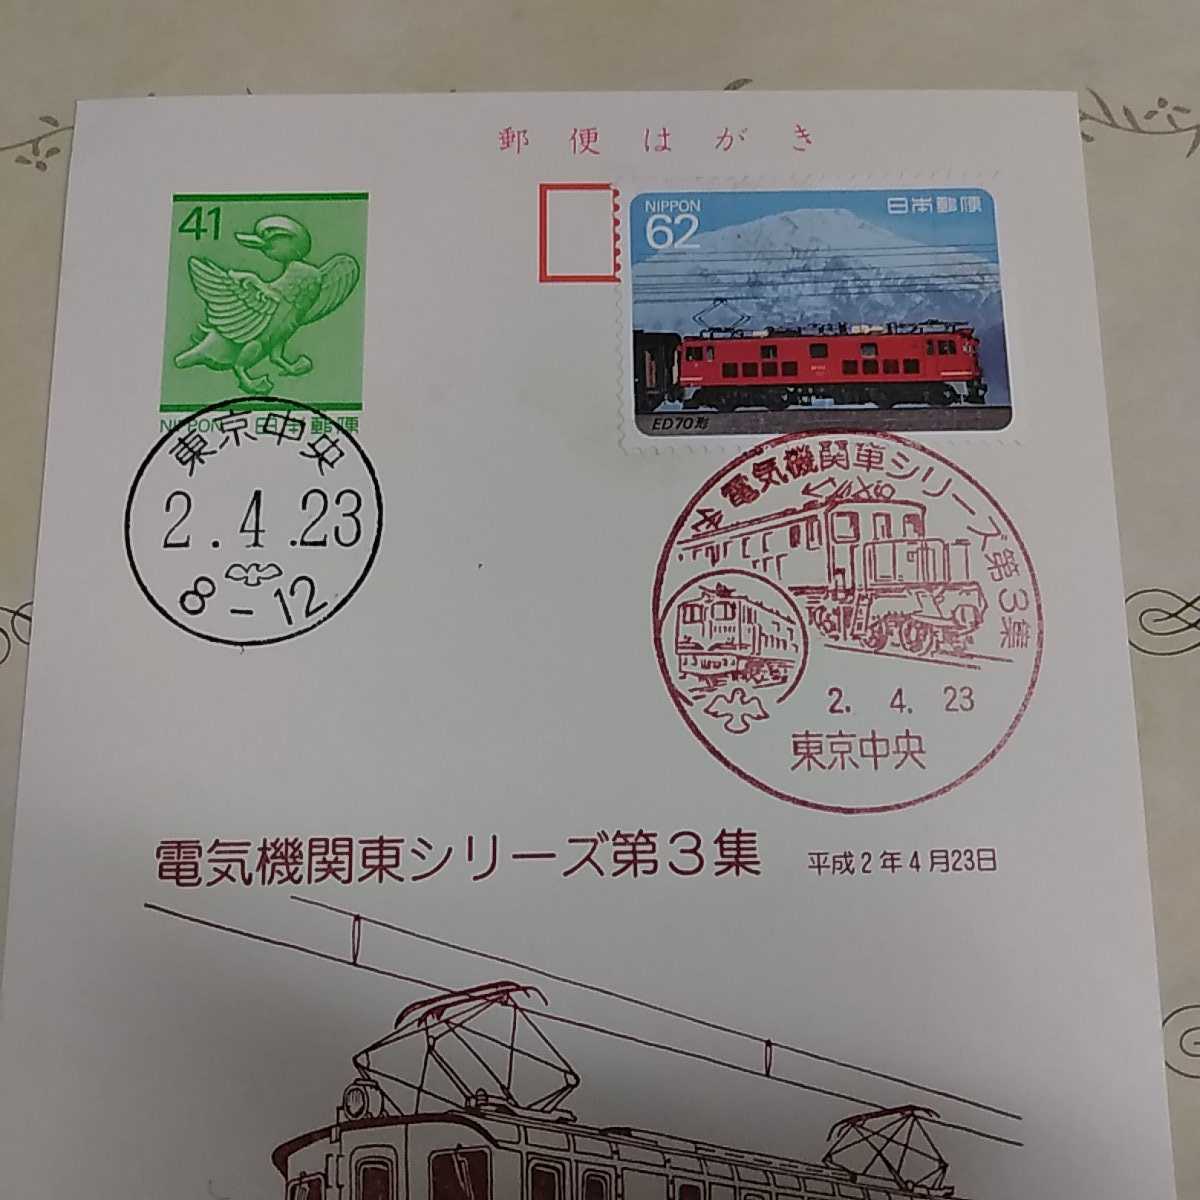 郵便はがき
41
NIPPON 日本郵便
NIPPON
62
日本郵便
ED70形
東京中央
2.4.23
8-12
電気機関車シリーズ第3集
2. 4. 23
東京中央
電気機関東シリーズ第3集 平成2年4月23日